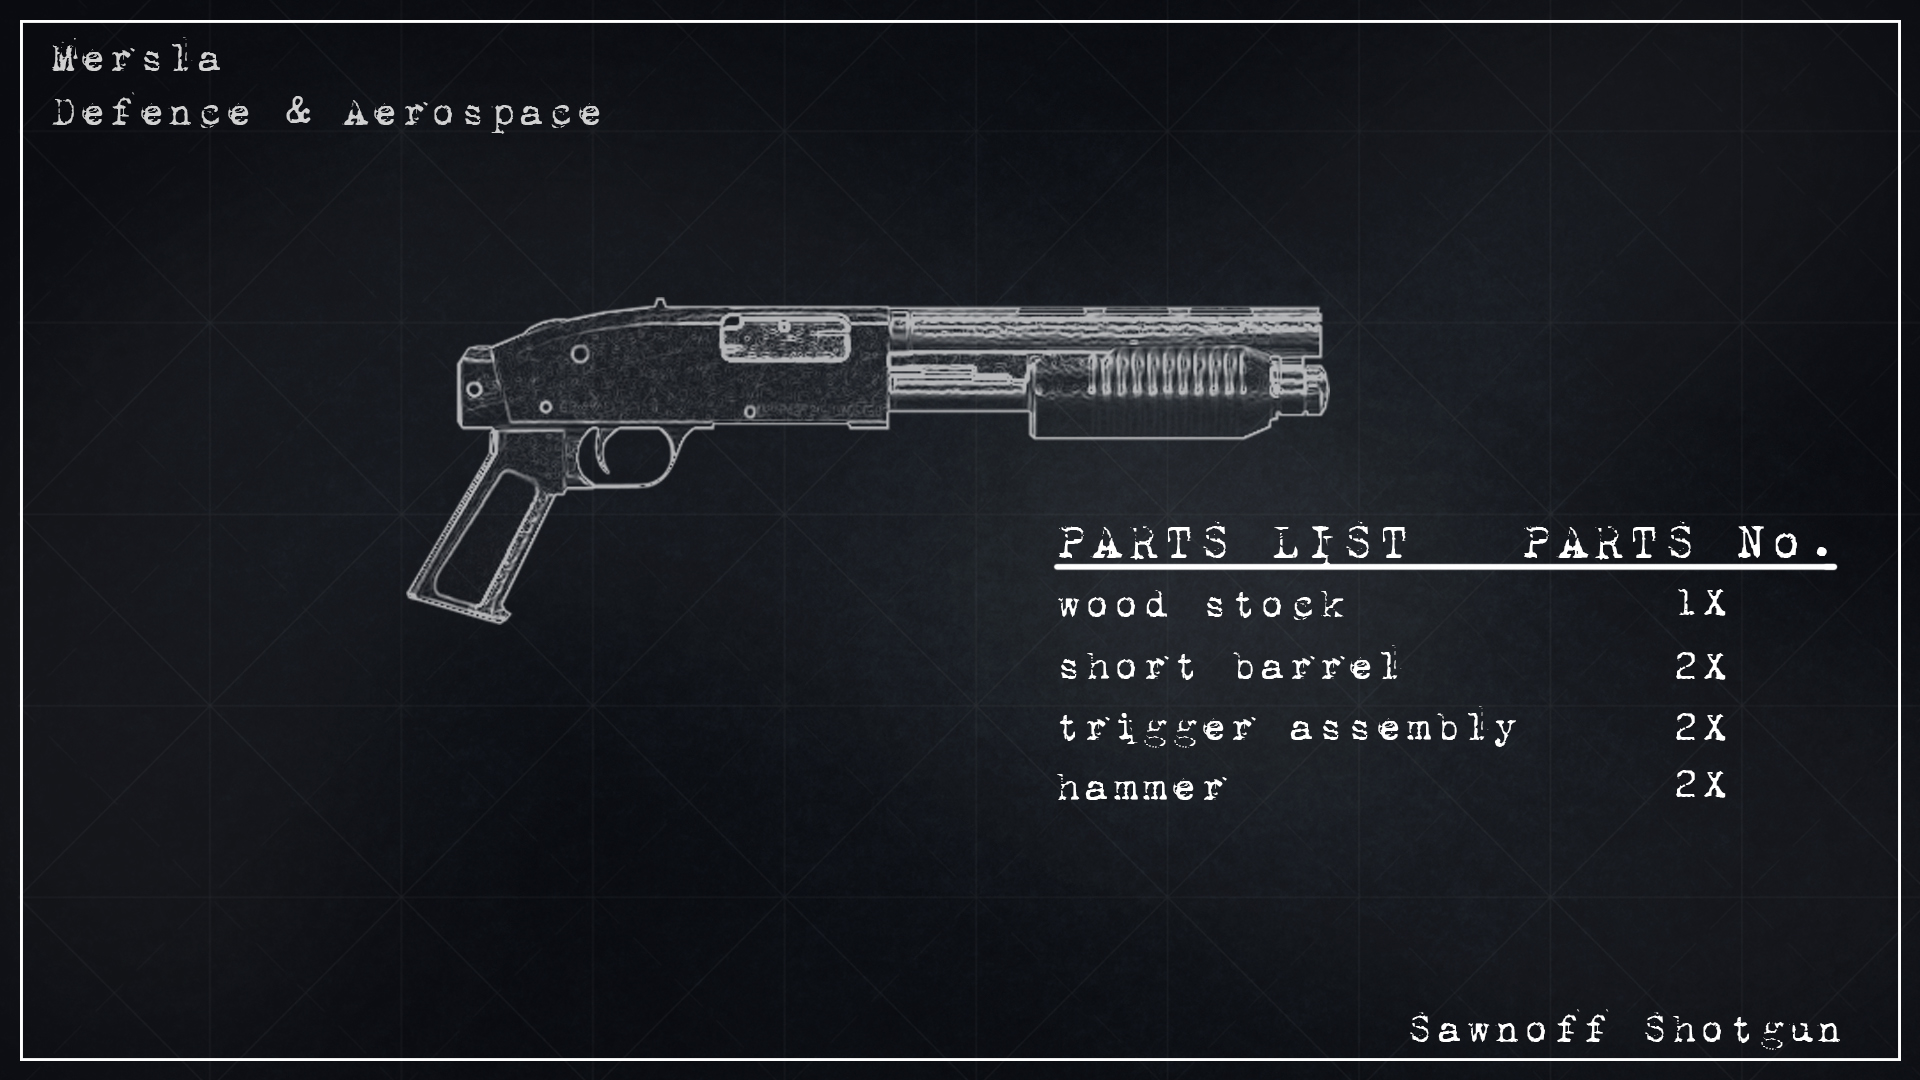 Mersla
Defence & Aerospace
PARTS LIST PARTS No.
wood stock 1X
short barrel 2X
trigger assembly 2X
hammer 2X
Sawnoff Shotgun